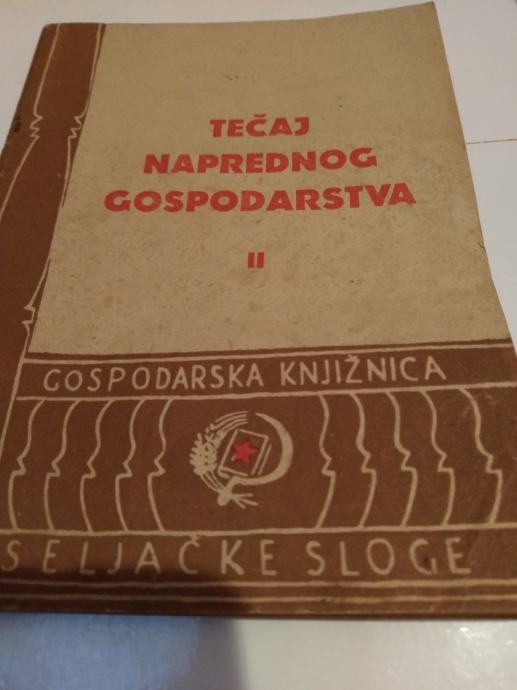 TEČAJ
NAPREDNOG
GOSPODARSTVA
II
GOSPODARSKA KNJIŽNICA
SELJAČKE SLOGE